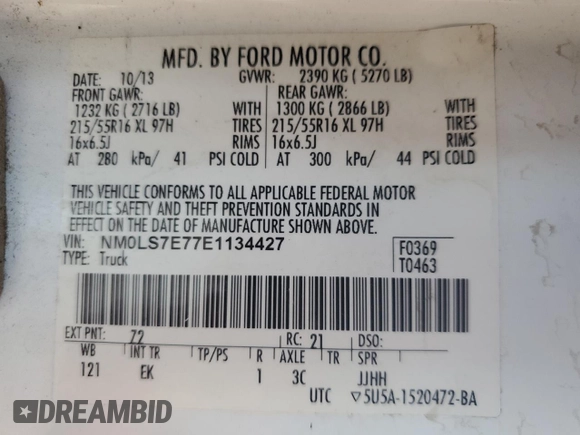 MFD. BY FORD MOTOR CO.
DATE: 10/13 GVWR: 2390 KG ( 5270 LB)
FRONT GAWR: REAR GAWR:
1232 KG ( 2716 LB) WITH 1300 KG ( 2866 LB) WITH
215/55R16 XL 97H TIRES 215/55R16 XL 97H TIRES
16x6.5J RIMS 16x6.5J RIMS
AT 280 kPa/ 41 PSI COLD AT 300 kPa/ 44 PSI COLD
THIS VEHICLE CONFORMS TO ALL APPLICABLE FEDERAL MOTOR
VEHICLE SAFETY AND THEFT PREVENTION STANDARDS IN
EFFECT ON THE DATE OF MANUFACTURE SHOWN ABOVE.
VIN: NM0LS7E77E1134427 F0369
TYPE: Truck T0463
EXT PNT: Z2 RC: 21 DSO:
WB INT TR TP/PS R AXLE TR SPR
121 EK 1 3C JJHH
UTC ▽5U5A-1520472-BA
DREAMBID